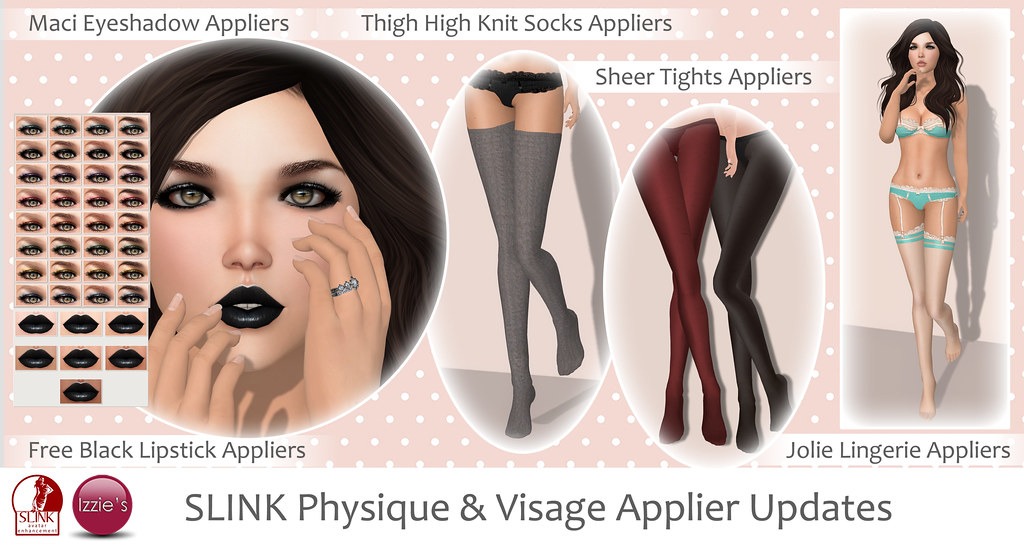 Maci Eyeshadow Appliers
Thigh High Knit Socks Appliers
Sheer Tights Appliers
Free Black Lipstick Appliers
Jolie Lingerie Appliers
SLINK
avatar
enhancement
Izzie's
SLINK Physique & Visage Applier Updates